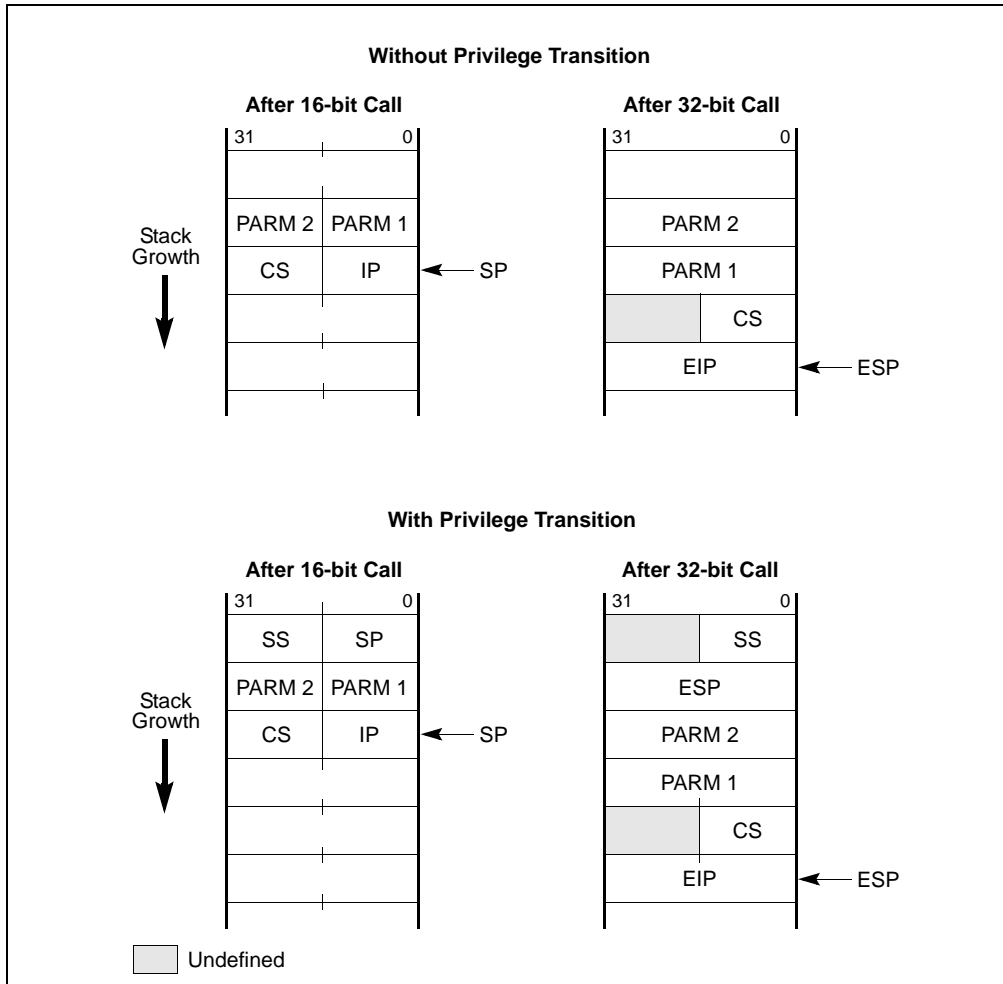 Without Privilege Transition
After 16-bit Call
After 32-bit Call
31 0
31 0
PARM 2 PARM 1
PARM 2
Stack
Growth
CS IP
SP
PARM 1
CS
EIP
ESP
With Privilege Transition
After 16-bit Call
After 32-bit Call
31 0
31 0
SS SP
SS
PARM 2 PARM 1
ESP
Stack
Growth
CS IP
SP
PARM 2
PARM 1
CS
EIP
ESP
Undefined